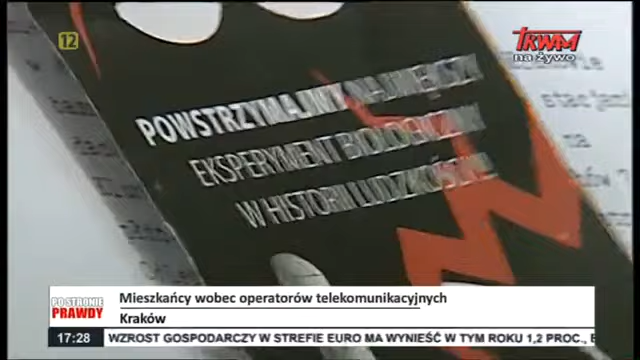 12
TRWAM
na żywo
POWSTRZYMAJMY NAJWIĘKSZY
EKSPERYMENT BIOLOGICZNY
W HISTORII LUDZKOŚCI
na
Mieszkańcy wobec operatorów telekomunikacyjnych
Kraków
PO STRONIE
PRAWDY
17:28
WZROST GOSPODARCZY W STREFIE EURO MA WYNIEŚĆ W TYM ROKU 1,2 PROC.,